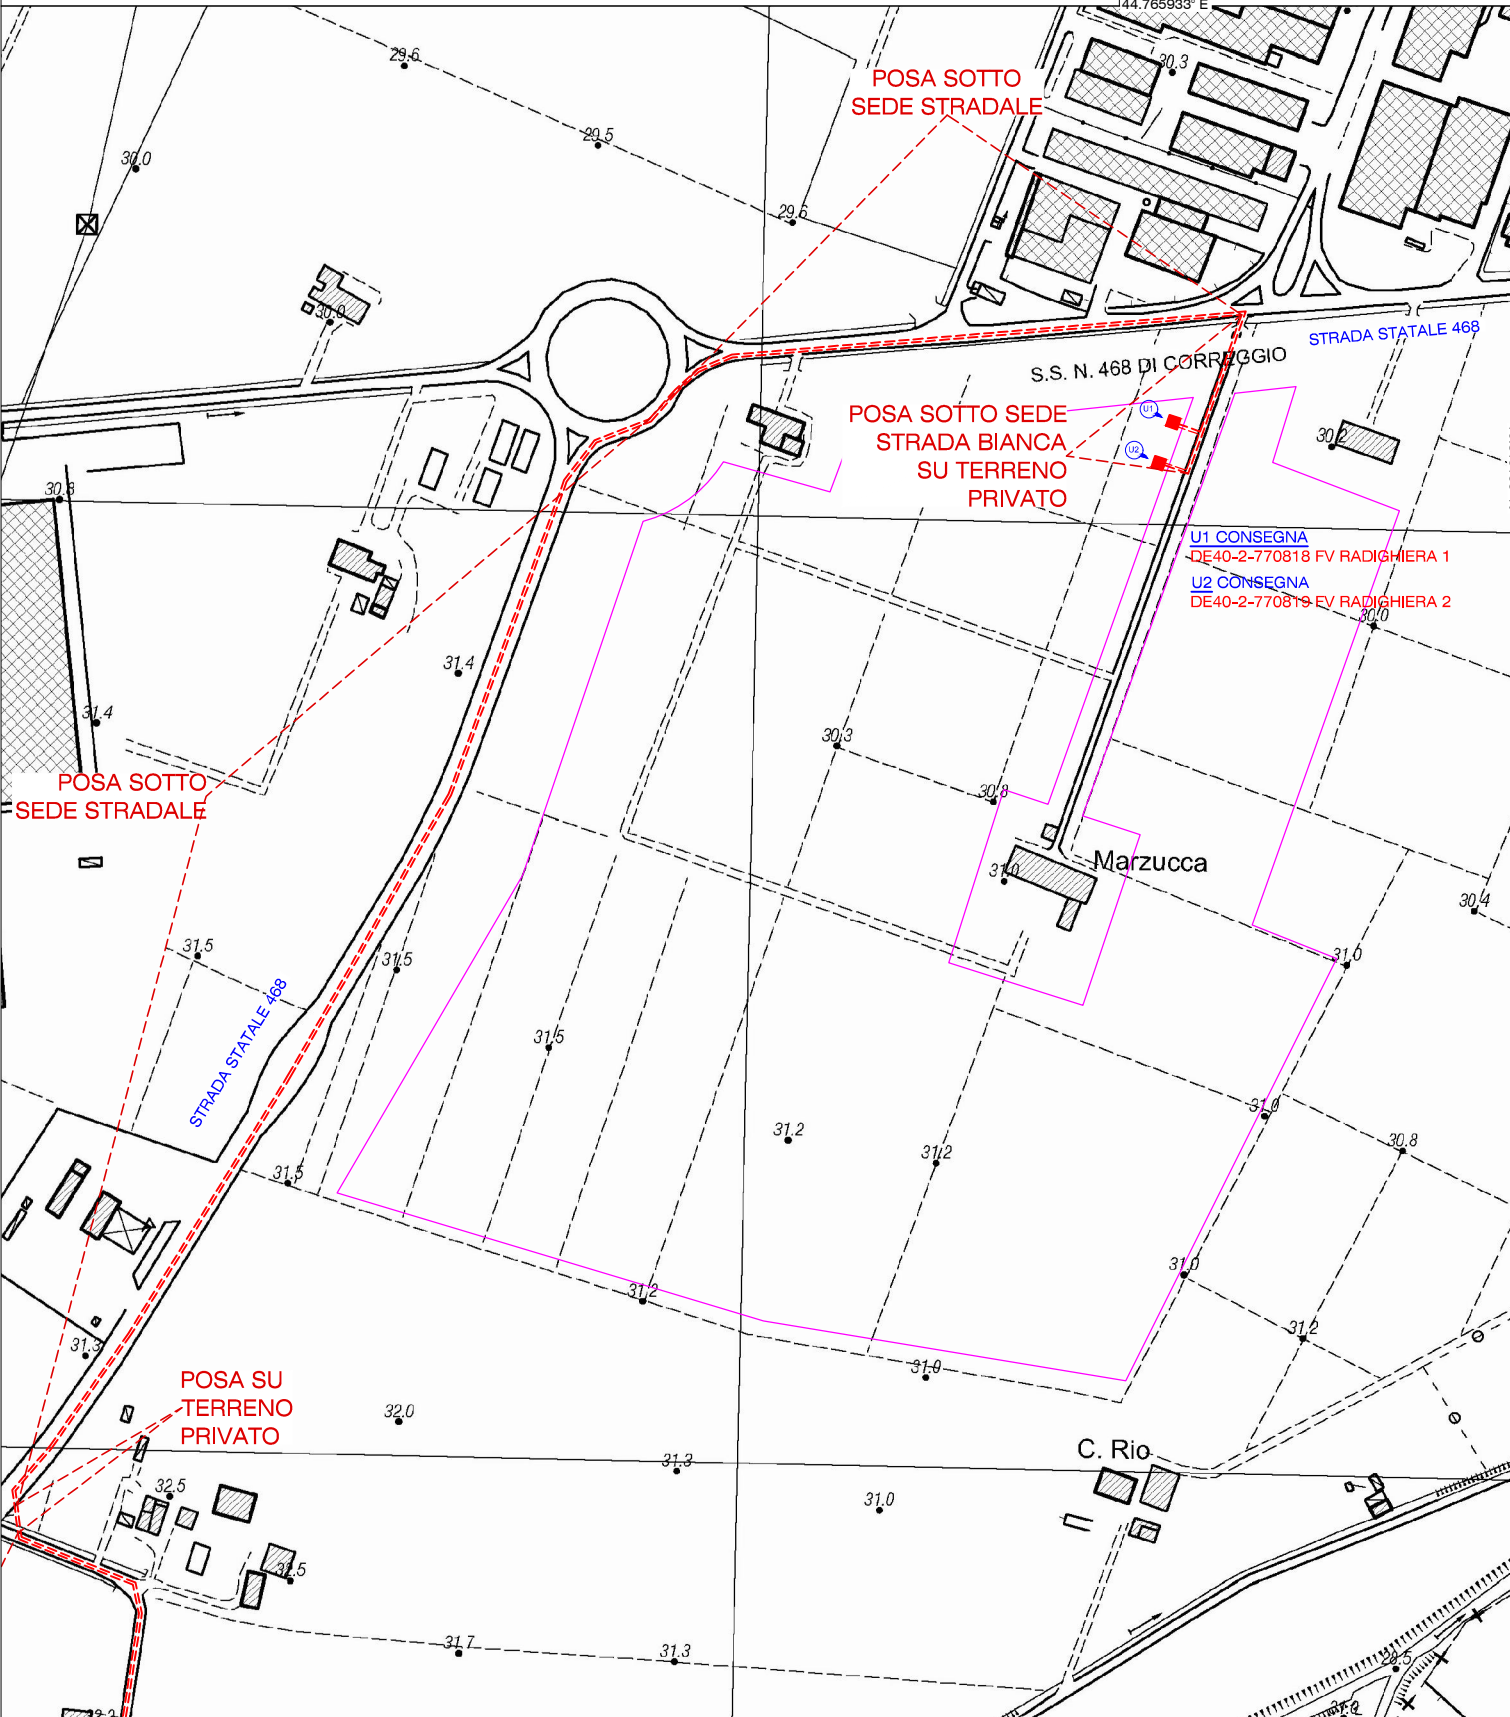 44.765933° E
29.6
30.3
POSA SOTTO
SEDE STRADALE
29.5
30.0
29.6
30.0
STRADA STATALE 468
S.S. N. 468 DI CORREGGIO
POSA SOTTO SEDE
STRADA BIANCA
SU TERRENO
PRIVATO
U1
U2
30.2
30.8
U1 CONSEGNA
DE40-2-770818 FV RADIGHIERA 1
U2 CONSEGNA
DE40-2-770819 FV RADIGHIERA 2
30.0
31.4
31.4
30.3
POSA SOTTO
SEDE STRADALE
30.8
Marzucca
31.0
30.4
31.5
31.5
31.0
STRADA STATALE 468
31.5
31.0
31.2
31.2
30.8
31.5
31.0
31.2
31.2
31.3
31.0
POSA SU
TERRENO
PRIVATO
32.0
C. Rio
31.3
32.5
31.0
32.5
31.7
31.3
28.5